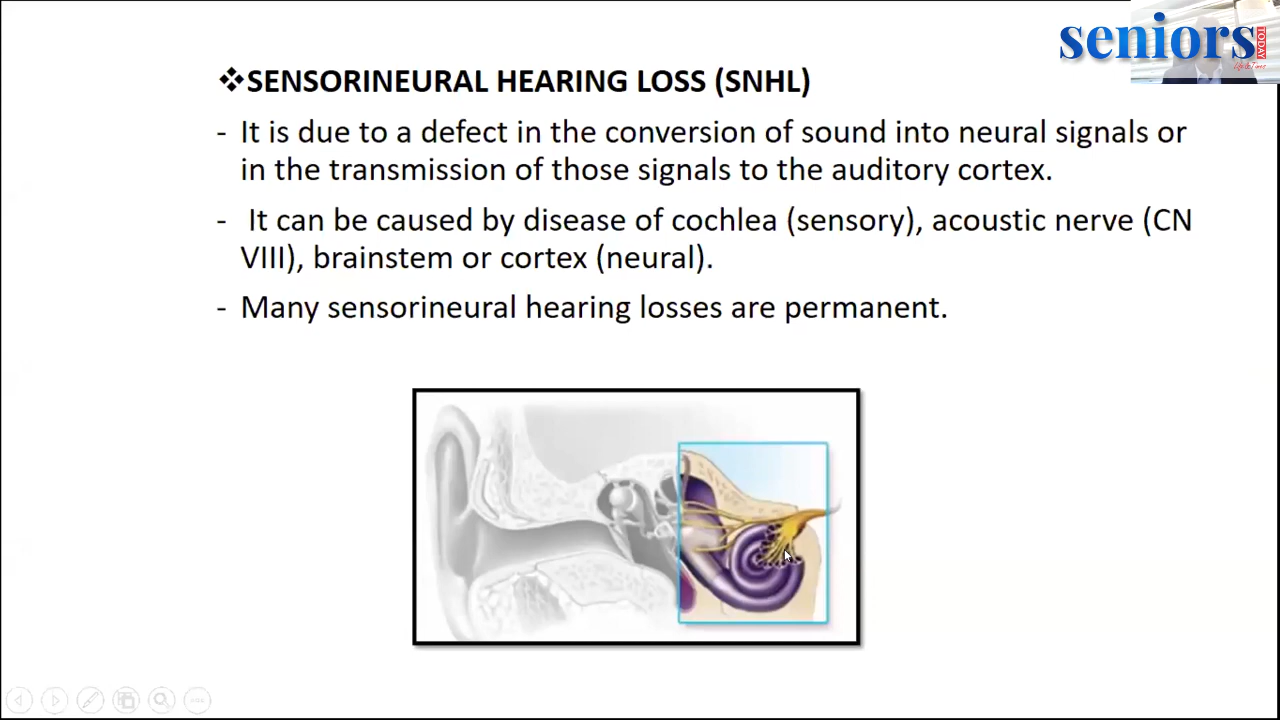 seniors
TODAY
Life&Times
❖SENSORINEURAL HEARING LOSS (SNHL)
- It is due to a defect in the conversion of sound into neural signals or
in the transmission of those signals to the auditory cortex.
- It can be caused by disease of cochlea (sensory), acoustic nerve (CN
VIII), brainstem or cortex (neural).
- Many sensorineural hearing losses are permanent.